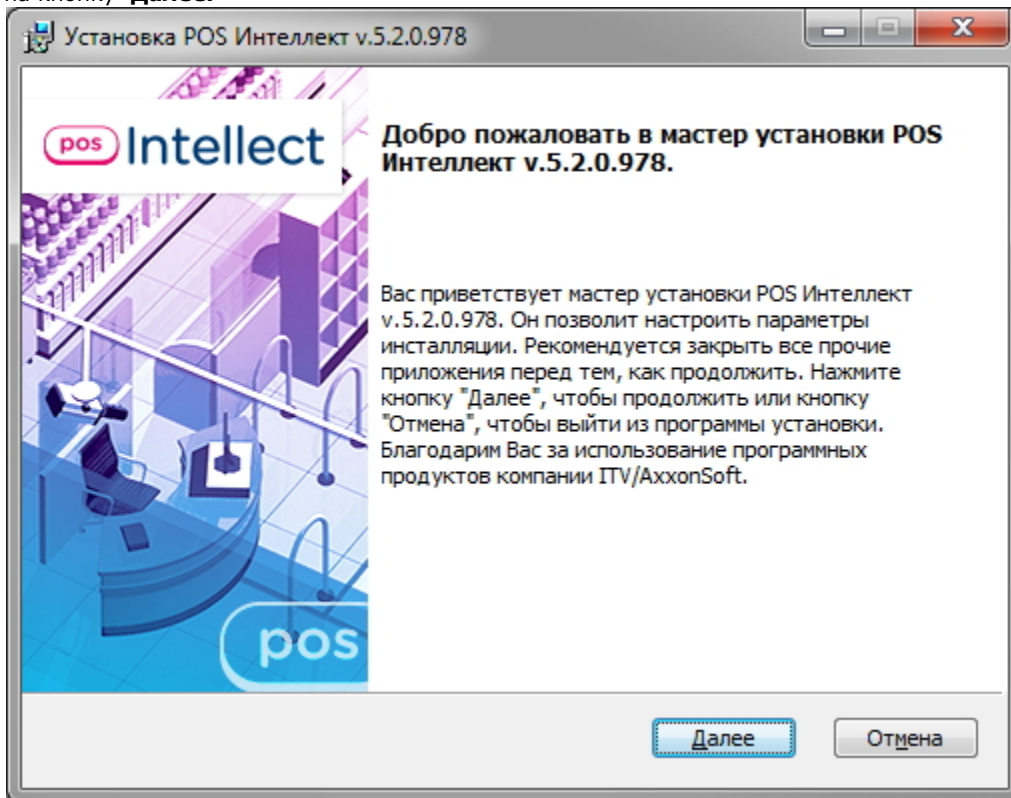 на кнопку "Далее.
Установка POS Интеллект v.5.2.0.978
pos Intellect
Добро пожаловать в мастер установки POS
Интеллект v.5.2.0.978.
Вас приветствует мастер установки POS Интеллект
v.5.2.0.978. Он позволит настроить параметры
инсталляции. Рекомендуется закрыть все прочие
приложения перед тем, как продолжить. Нажмите
кнопку "Далее", чтобы продолжить или кнопку
"Отмена", чтобы выйти из программы установки.
Благодарим Вас за использование программных
продуктов компании ITV/AxxonSoft.
pos
Далее
Отмена